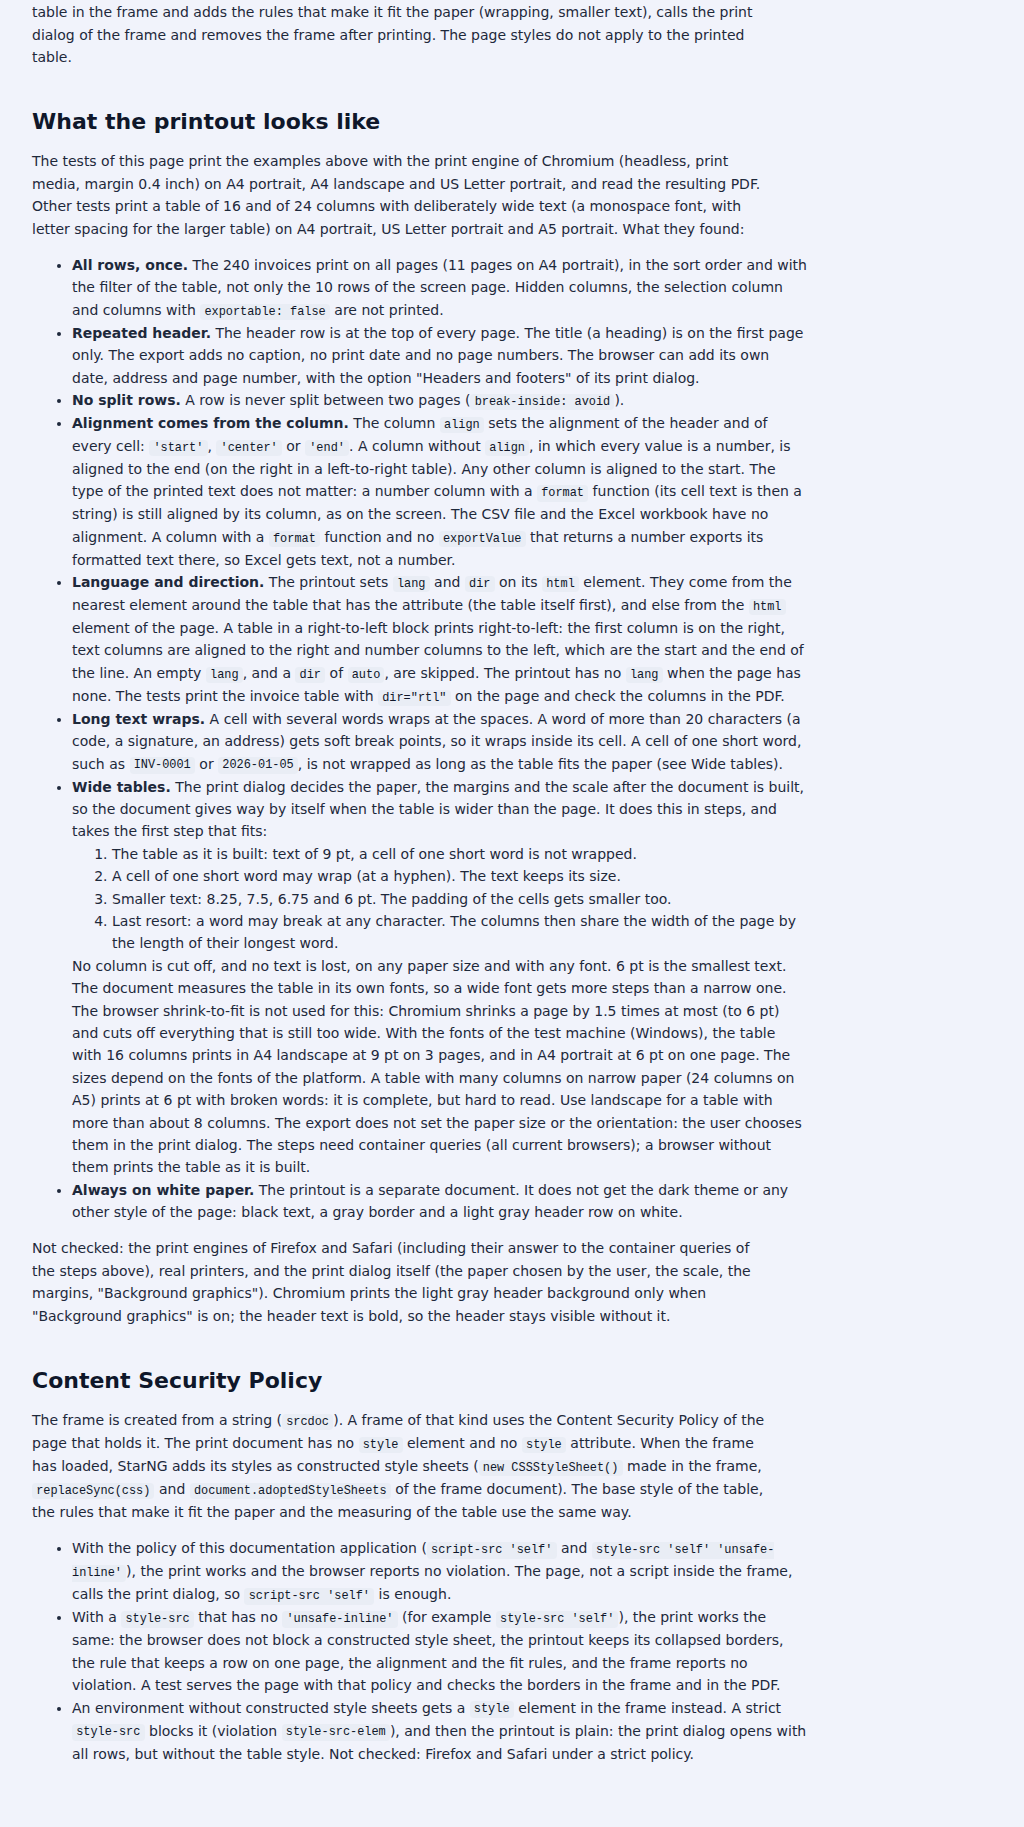 table in the frame and adds the rules that make it fit the paper (wrapping, smaller text), calls the print
dialog of the frame and removes the frame after printing. The page styles do not apply to the printed
table.
What the printout looks like
The tests of this page print the examples above with the print engine of Chromium (headless, print
media, margin 0.4 inch) on A4 portrait, A4 landscape and US Letter portrait, and read the resulting PDF.
Other tests print a table of 16 and of 24 columns with deliberately wide text (a monospace font, with
letter spacing for the larger table) on A4 portrait, US Letter portrait and A5 portrait. What they found:
• All rows, once. The 240 invoices print on all pages (11 pages on A4 portrait), in the sort order and with
the filter of the table, not only the 10 rows of the screen page. Hidden columns, the selection column
and columns with exportable: false are not printed.
• Repeated header. The header row is at the top of every page. The title (a heading) is on the first page
only. The export adds no caption, no print date and no page numbers. The browser can add its own
date, address and page number, with the option "Headers and footers" of its print dialog.
• No split rows. A row is never split between two pages (break-inside: avoid).
• Alignment comes from the column. The column align sets the alignment of the header and of
every cell: 'start', 'center' or 'end'. A column without align, in which every value is a number, is
aligned to the end (on the right in a left-to-right table). Any other column is aligned to the start. The
type of the printed text does not matter: a number column with a format function (its cell text is then a
string) is still aligned by its column, as on the screen. The CSV file and the Excel workbook have no
alignment. A column with a format function and no exportValue that returns a number exports its
formatted text there, so Excel gets text, not a number.
• Language and direction. The printout sets lang and dir on its html element. They come from the
nearest element around the table that has the attribute (the table itself first), and else from the html
element of the page. A table in a right-to-left block prints right-to-left: the first column is on the right,
text columns are aligned to the right and number columns to the left, which are the start and the end of
the line. An empty lang, and a dir of auto, are skipped. The printout has no lang when the page has
none. The tests print the invoice table with dir="rtl" on the page and check the columns in the PDF.
• Long text wraps. A cell with several words wraps at the spaces. A word of more than 20 characters (a
code, a signature, an address) gets soft break points, so it wraps inside its cell. A cell of one short word,
such as INV-0001 or 2026-01-05, is not wrapped as long as the table fits the paper (see Wide tables).
• Wide tables. The print dialog decides the paper, the margins and the scale after the document is built,
so the document gives way by itself when the table is wider than the page. It does this in steps, and
takes the first step that fits:
1. The table as it is built: text of 9 pt, a cell of one short word is not wrapped.
2. A cell of one short word may wrap (at a hyphen). The text keeps its size.
3. Smaller text: 8.25, 7.5, 6.75 and 6 pt. The padding of the cells gets smaller too.
4. Last resort: a word may break at any character. The columns then share the width of the page by
the length of their longest word.
No column is cut off, and no text is lost, on any paper size and with any font. 6 pt is the smallest text.
The document measures the table in its own fonts, so a wide font gets more steps than a narrow one.
The browser shrink-to-fit is not used for this: Chromium shrinks a page by 1.5 times at most (to 6 pt)
and cuts off everything that is still too wide. With the fonts of the test machine (Windows), the table
with 16 columns prints in A4 landscape at 9 pt on 3 pages, and in A4 portrait at 6 pt on one page. The
sizes depend on the fonts of the platform. A table with many columns on narrow paper (24 columns on
A5) prints at 6 pt with broken words: it is complete, but hard to read. Use landscape for a table with
more than about 8 columns. The export does not set the paper size or the orientation: the user chooses
them in the print dialog. The steps need container queries (all current browsers); a browser without
them prints the table as it is built.
• Always on white paper. The printout is a separate document. It does not get the dark theme or any
other style of the page: black text, a gray border and a light gray header row on white.
Not checked: the print engines of Firefox and Safari (including their answer to the container queries of
the steps above), real printers, and the print dialog itself (the paper chosen by the user, the scale, the
margins, "Background graphics"). Chromium prints the light gray header background only when
"Background graphics" is on; the header text is bold, so the header stays visible without it.
Content Security Policy
The frame is created from a string (srcdoc). A frame of that kind uses the Content Security Policy of the
page that holds it. The print document has no style element and no style attribute. When the frame
has loaded, StarNG adds its styles as constructed style sheets (new CSSStyleSheet() made in the frame,
replaceSync(css) and document.adoptedStyleSheets of the frame document). The base style of the table,
the rules that make it fit the paper and the measuring of the table use the same way.
• With the policy of this documentation application (script-src 'self' and style-src 'self' 'unsafe-
inline'), the print works and the browser reports no violation. The page, not a script inside the frame,
calls the print dialog, so script-src 'self' is enough.
• With a style-src that has no 'unsafe-inline' (for example style-src 'self'), the print works the
same: the browser does not block a constructed style sheet, the printout keeps its collapsed borders,
the rule that keeps a row on one page, the alignment and the fit rules, and the frame reports no
violation. A test serves the page with that policy and checks the borders in the frame and in the PDF.
• An environment without constructed style sheets gets a style element in the frame instead. A strict
style-src blocks it (violation style-src-elem), and then the printout is plain: the print dialog opens with
all rows, but without the table style. Not checked: Firefox and Safari under a strict policy.